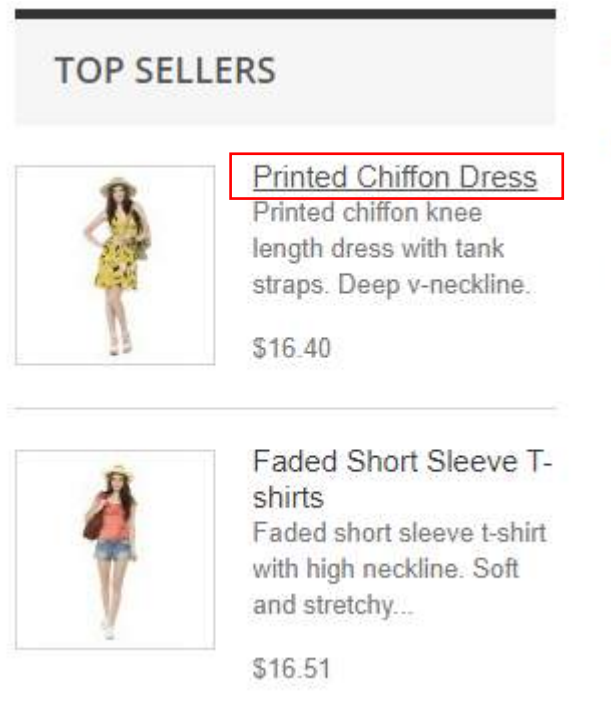 TOP SELLERS
Printed Chiffon Dress
Printed chiffon knee
length dress with tank
straps. Deep v-neckline.
$16.40
Faded Short Sleeve T-
shirts
Faded short sleeve t-shirt
with high neckline. Soft
and stretchy...
$16.51